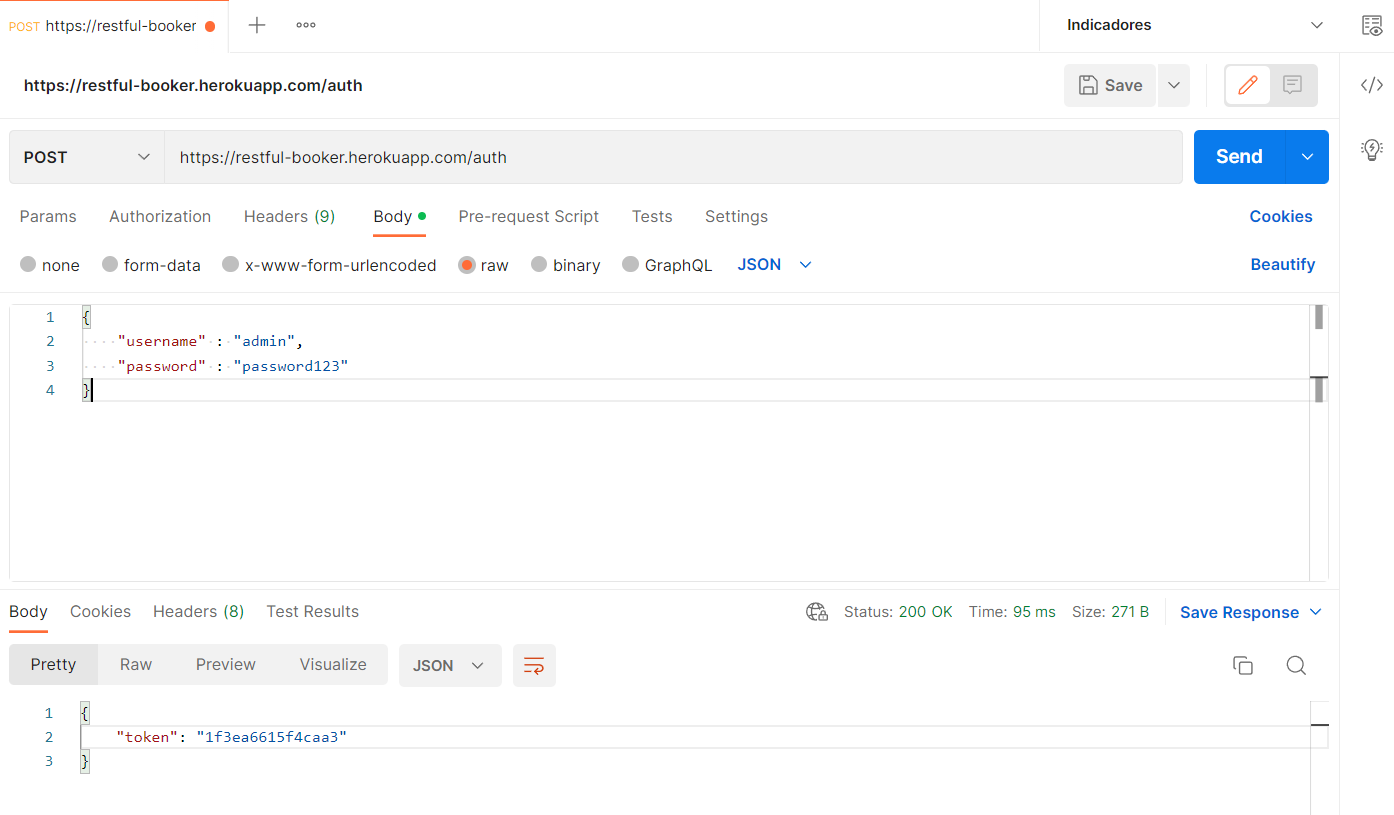 POST https://restful-booker
Indicadores
https://restful-booker.herokuapp.com/auth
Save
POST https://restful-booker.herokuapp.com/auth
Send
Params Authorization Headers (9) Body Pre-request Script Tests Settings Cookies
none form-data x-www-form-urlencoded raw binary GraphQL JSON Beautify
1 {
2 "username" : "admin",
3 "password" : "password123"
4 }
Body Cookies Headers (8) Test Results Status: 200 OK Time: 95 ms Size: 271 B Save Response
Pretty Raw Preview Visualize JSON
1 {
2 "token": "1f3ea6615f4caa3"
3 }